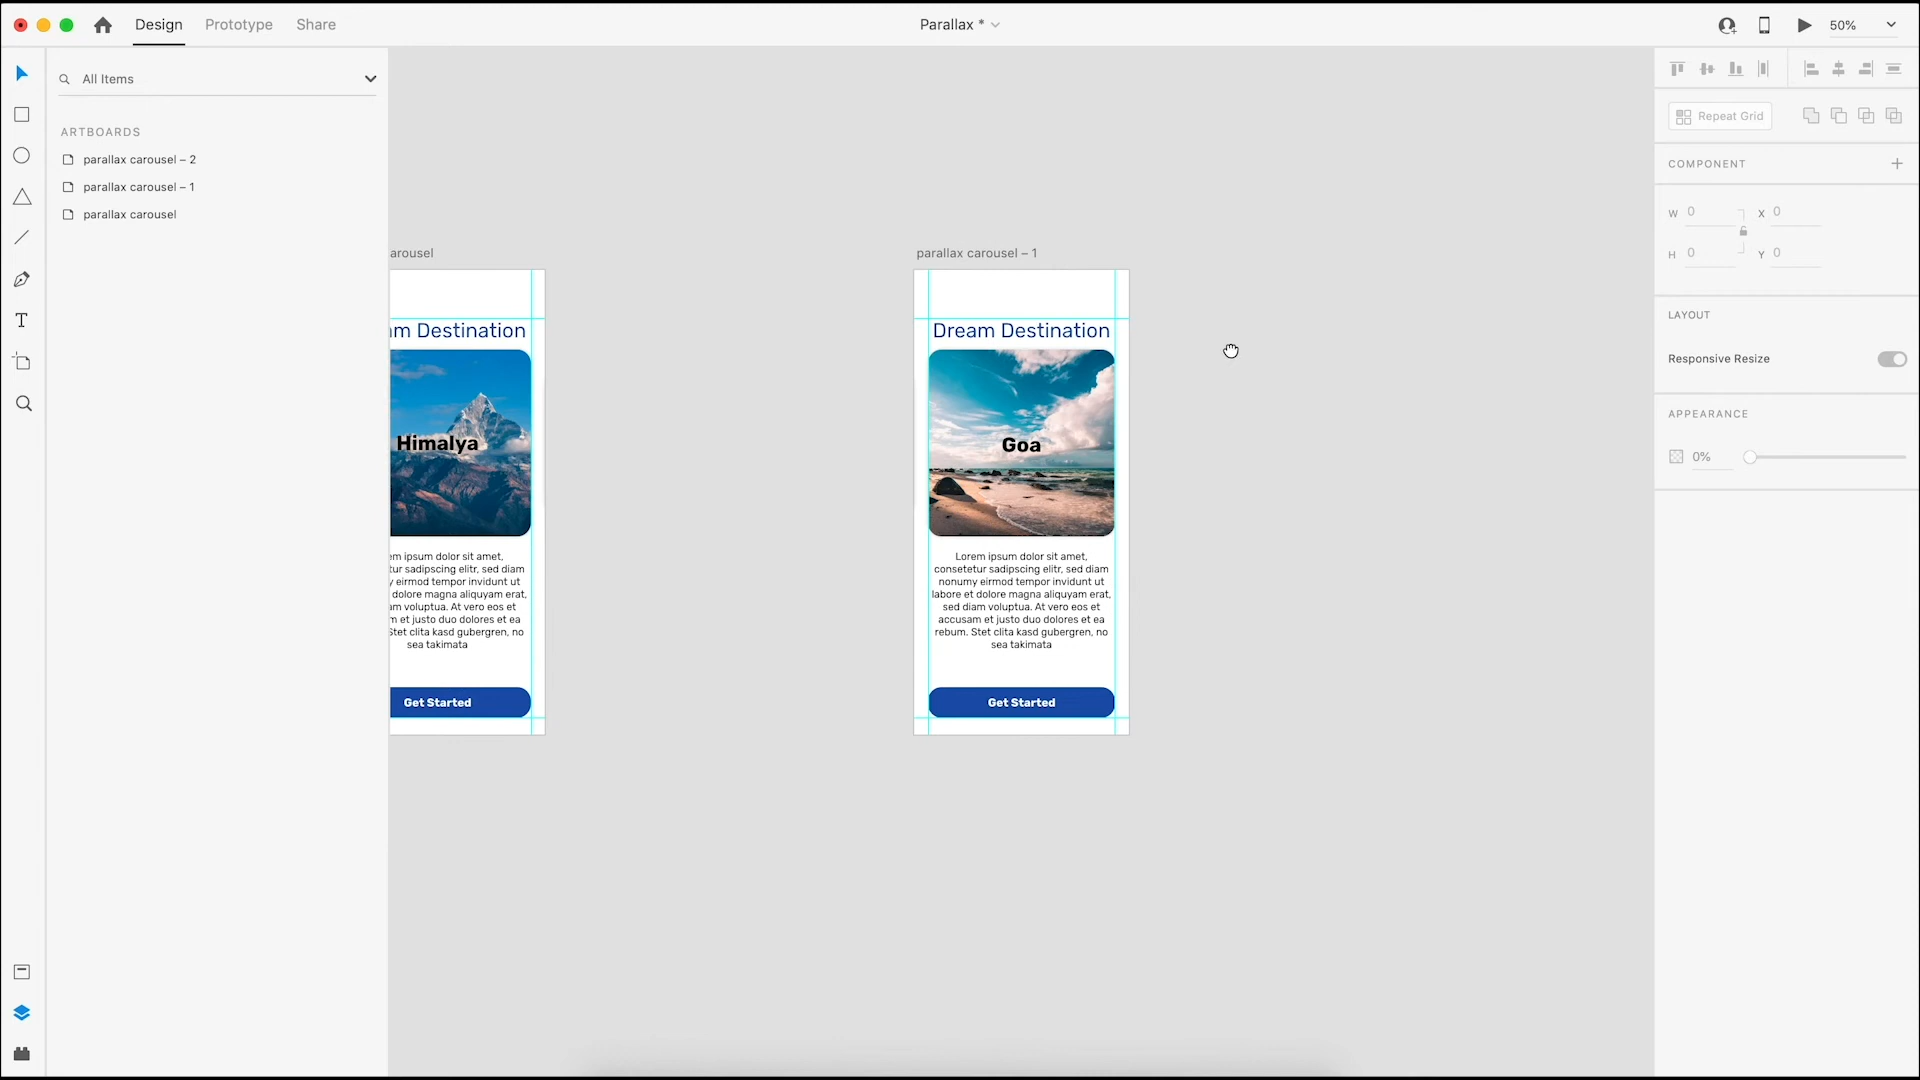 Design
Prototype
Share
Parallax *
50%
All Items
ARTBOARDS
parallax carousel – 2
parallax carousel – 1
parallax carousel
arousel
m Destination
Himalya
m ipsum dolor sit amet,
tur sadipscing elitr, sed diam
y eirmod tempor invidunt ut
dolore magna aliquyam erat,
m voluptua. At vero eos et
m et justo duo dolores et ea
Stet clita kasd gubergren, no
sea takimata
Get Started
parallax carousel – 1
Dream Destination
Goa
Lorem ipsum dolor sit amet,
consetetur sadipscing elitr, sed diam
nonumy eirmod tempor invidunt ut
labore et dolore magna aliquyam erat,
sed diam voluptua. At vero eos et
accusam et justo duo dolores et ea
rebum. Stet clita kasd gubergren, no
sea takimata
Get Started
Repeat Grid
COMPONENT
W 0 X 0
H 0 Y 0
LAYOUT
Responsive Resize
APPEARANCE
0%